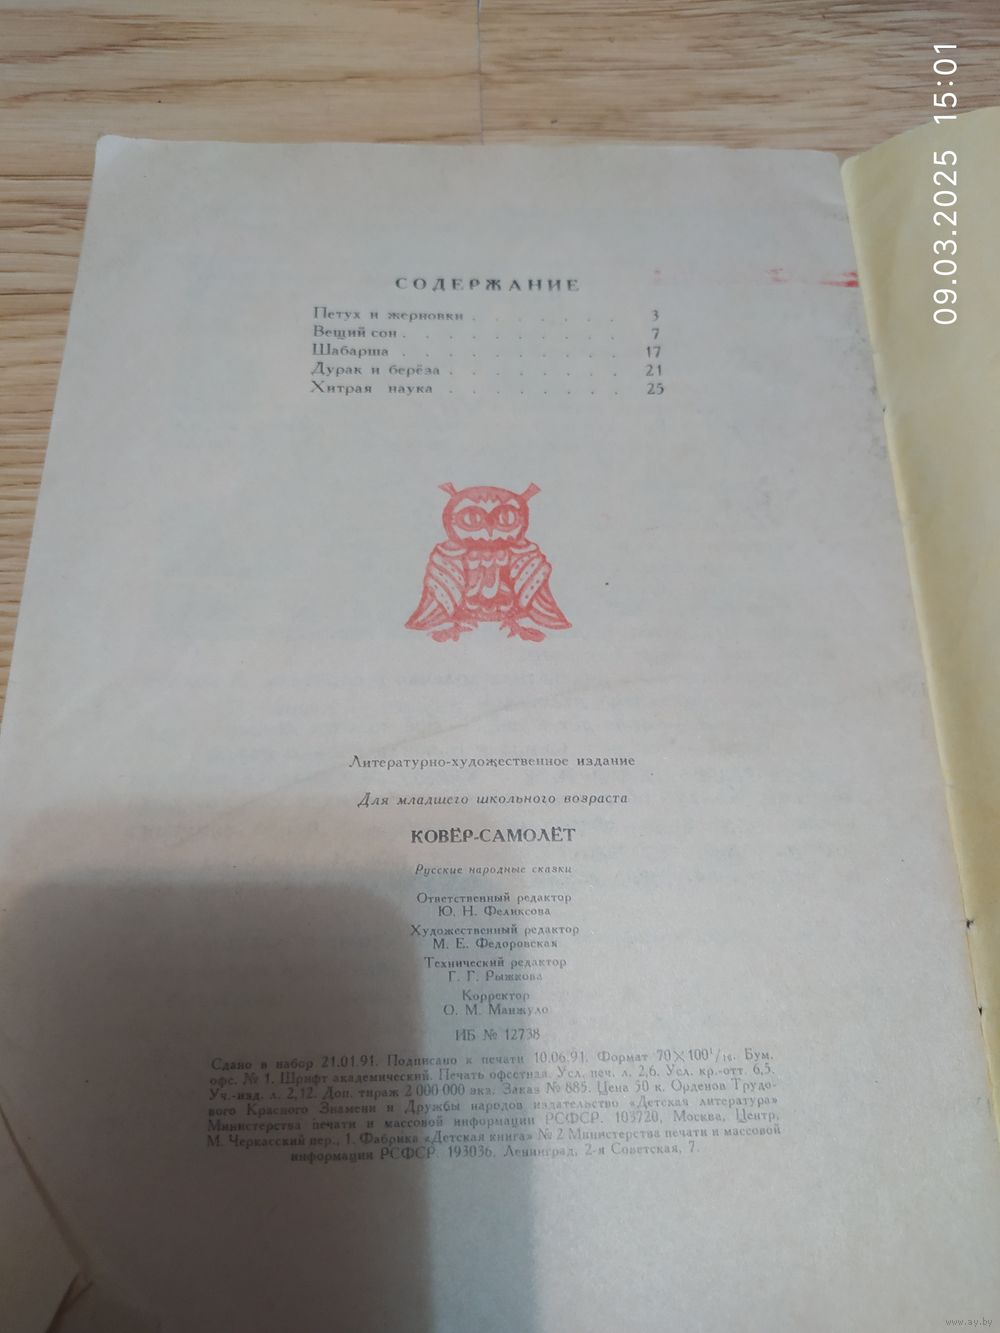 СОДЕРЖАНИЕ
Петух и жерновки . . . . . . . 3
Вещий сон . . . . . . . . . . 7
Шабарша . . . . . . . . . . 17
Дурак и берёза . . . . . . . . 21
Хитрая наука . . . . . . . . 25
Литературно-художественное издание
Для младшего школьного возраста
КОВЁР-САМОЛЁТ
Русские народные сказки
Ответственный редактор
Ю. Н. Феликсова
Художественный редактор
М. Е. Федоровская
Технический редактор
Г. Г. Рыжкова
Корректор
О. М. Манжуло
ИБ № 12738
Сдано в набор 21.01.91. Подписано к печати 10.06.91. Формат 70×100¹/₁₆. Бум.
офс. № 1. Шрифт академический. Печать офсетная. Усл. печ. л. 2,6. Усл. кр.-отт. 6,5.
Уч.-изд. л. 2,12. Доп. тираж 2 000 000 экз. Заказ № 885. Цена 50 к. Орденов Трудо-
вого Красного Знамени и Дружбы народов издательство «Детская литература»
Министерства печати и массовой информации РСФСР. 103720, Москва, Центр,
М. Черкасский пер., 1. Фабрика «Детская книга» № 2 Министерства печати и массовой
информации РСФСР. 193036, Ленинград, 2-я Советская, 7.
09.03.2025 15:01
www.ay.by